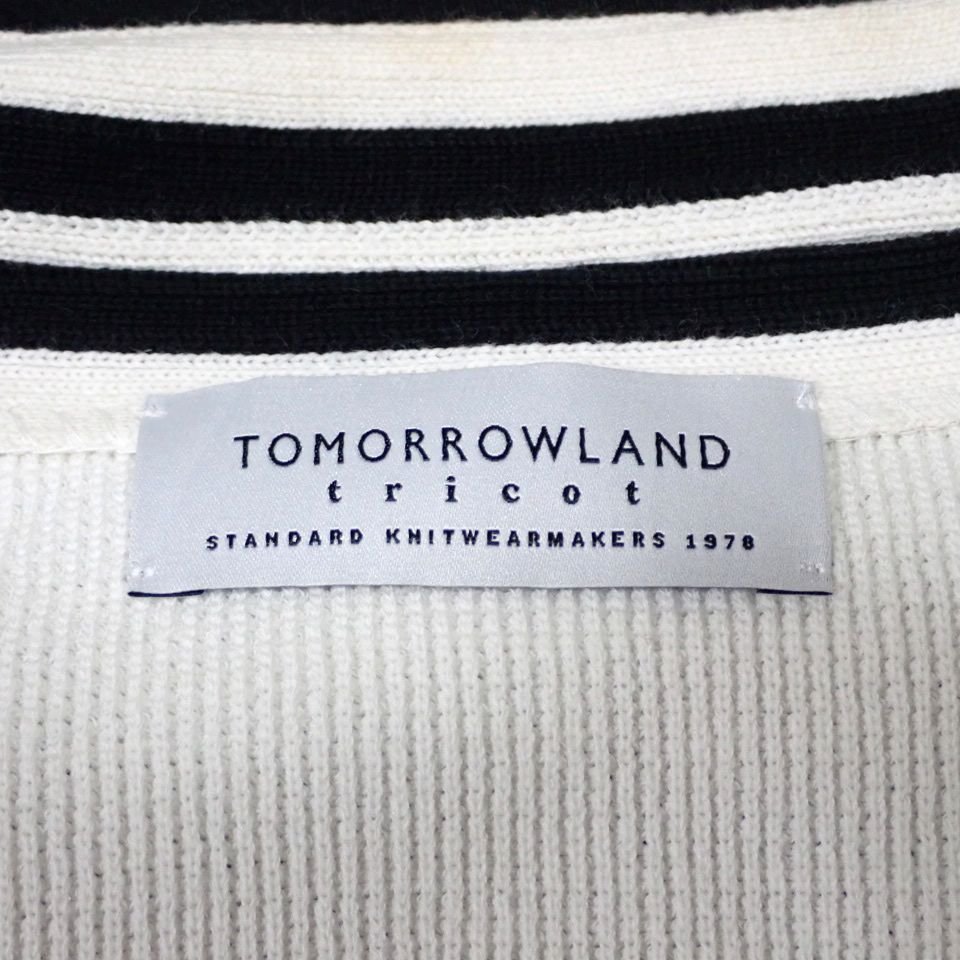 TOMORROWLAND
tricot
STANDARD KNITWEARMAKERS 1978